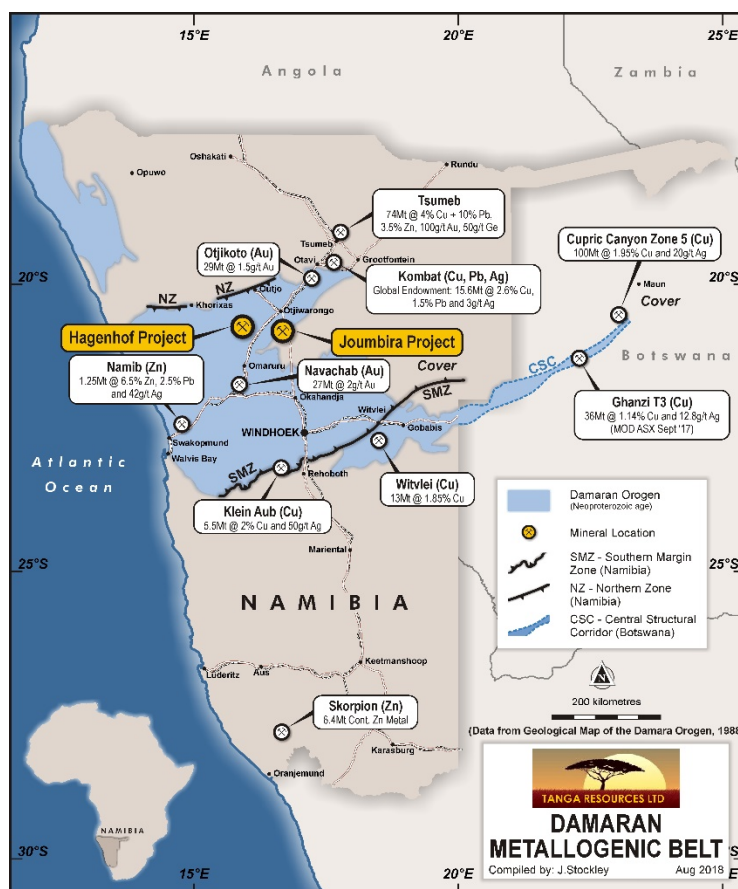 15°E
20°E
25°E
Angola
Zambia
Oshakati
Rundu
Opuwo
Tsumeb
74Mt @ 4% Cu + 10% Pb.
3.5% Zn, 100g/t Au, 50g/t Ge
Tsumeb
Otjikoto (Au)
29Mt @ 1.5g/t Au
Otavi
Grootfontein
Cupric Canyon Zone 5 (Cu)
100Mt @ 1.95% Cu and 20g/t Ag
20°S
20°S
Kombat (Cu, Pb, Ag)
Global Endowment: 15.6Mt @ 2.6% Cu,
1.5% Pb and 3g/t Ag
Maun
Cover
NZ
NZ
Outjo
Khorixas
Otjiwarongo
Hagenhof Project
Joumbira Project
Botswana
CSC
Namib (Zn)
1.25Mt @ 6.5% Zn, 2.5% Pb
and 42g/t Ag
Omaruru
Navachab (Au)
27Mt @ 2g/t Au
Cover
SMZ
SMZ
Ghanzi T3 (Cu)
36Mt @ 1.14% Cu and 12.8g/t Ag
(MOD ASX Sept '17)
Okahandja
Witvlei
Gobabis
WINDHOEK
Swakopmund
Walvis Bay
Atlantic
Ocean
SMZ
Rehoboth
Witvlei (Cu)
13Mt @ 1.85% Cu
Klein Aub (Cu)
5.5Mt @ 2% Cu and 50g/t Ag
Damaran Orogen
(Neoproterozoic age)
Mineral Location
Mariental
25°S
25°S
SMZ - Southern Margin
Zone (Namibia)
NZ - Northern Zone
(Namibia)
CSC - Central Structural
Corridor (Botswana)
NAMIBIA
Lüderitz
Aus
Keetmanshoop
N
200 kilometres
Skorpion (Zn)
6.4Mt Cont. Zn Metal
(Data from Geological Map of the Damara Orogen, 1988
Karasburg
Oranjemund
TANGA RESOURCES LTD
DAMARAN
METALLOGENIC BELT
Compiled by: J.Stockley
Aug 2018
NAMIBIA
30°S
30°S
15°E
20°E